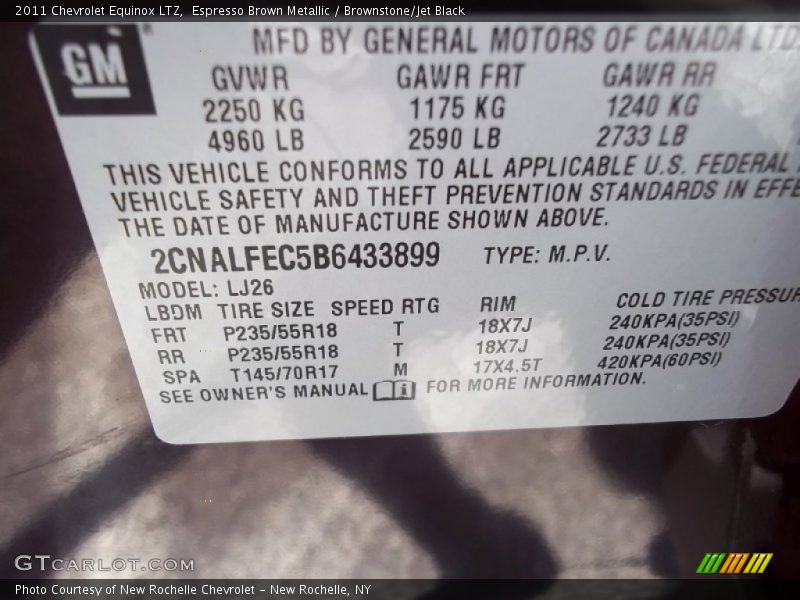 2011 Chevrolet Equinox LTZ, Espresso Brown Metallic / Brownstone/Jet Black
GM
MFD BY GENERAL MOTORS OF CANADA LTD
GVWR GAWR FRT GAWR RR
2250 KG 1175 KG 1240 KG
4960 LB 2590 LB 2733 LB
THIS VEHICLE CONFORMS TO ALL APPLICABLE U.S. FEDERAL
VEHICLE SAFETY AND THEFT PREVENTION STANDARDS IN EFFE
THE DATE OF MANUFACTURE SHOWN ABOVE.
2CNALFEC5B6433899 TYPE: M.P.V.
MODEL: LJ26
LBDM TIRE SIZE SPEED RTG RIM COLD TIRE PRESSUR
FRT P235/55R18 T 18X7J 240KPA(35PSI)
RR P235/55R18 T 18X7J 240KPA(35PSI)
SPA T145/70R17 M 17X4.5T 420KPA(60PSI)
SEE OWNER'S MANUAL FOR MORE INFORMATION.
GTCARLOT.COM
Photo Courtesy of New Rochelle Chevrolet - New Rochelle, NY